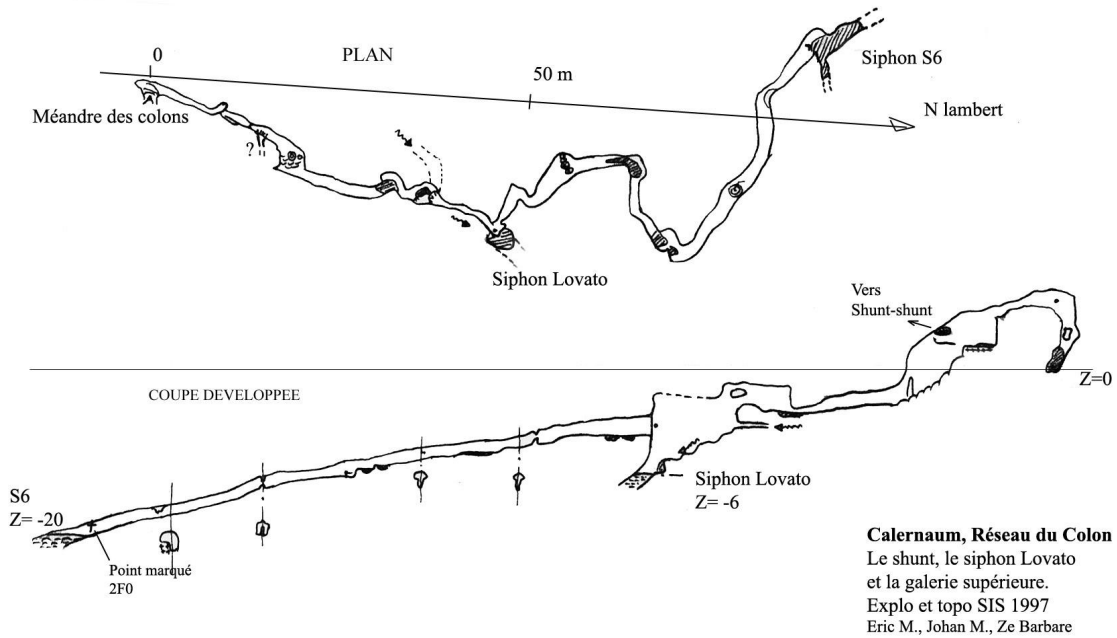 0
PLAN
50 m
Siphon S6
N lambert
Méandre des colons
?
Siphon Lovato
Vers
Shunt-shunt
Z=0
COUPE DEVELOPPEE
Siphon Lovato
Z= -6
S6
Z= -20
Point marqué
2F0
Calernaum, Réseau du Colon
Le shunt, le siphon Lovato
et la galerie supérieure.
Explo et topo SIS 1997
Eric M., Johan M., Ze Barbare